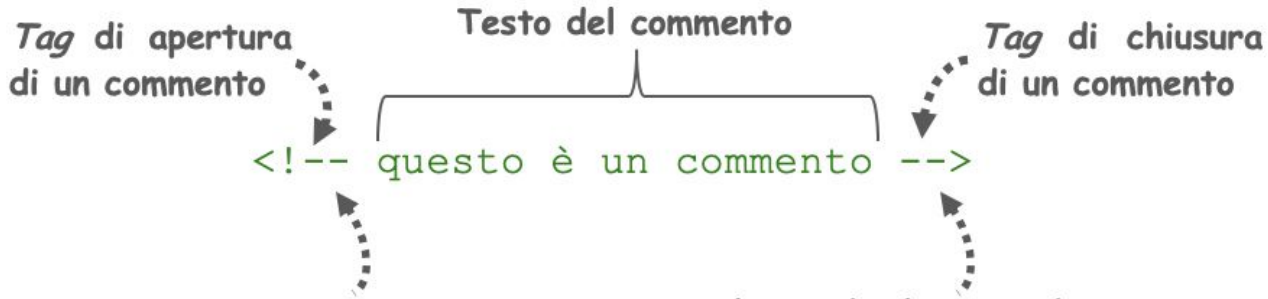 Tag di apertura
di un commento
Testo del commento
Tag di chiusura
di un commento
<!-- questo è un commento -->